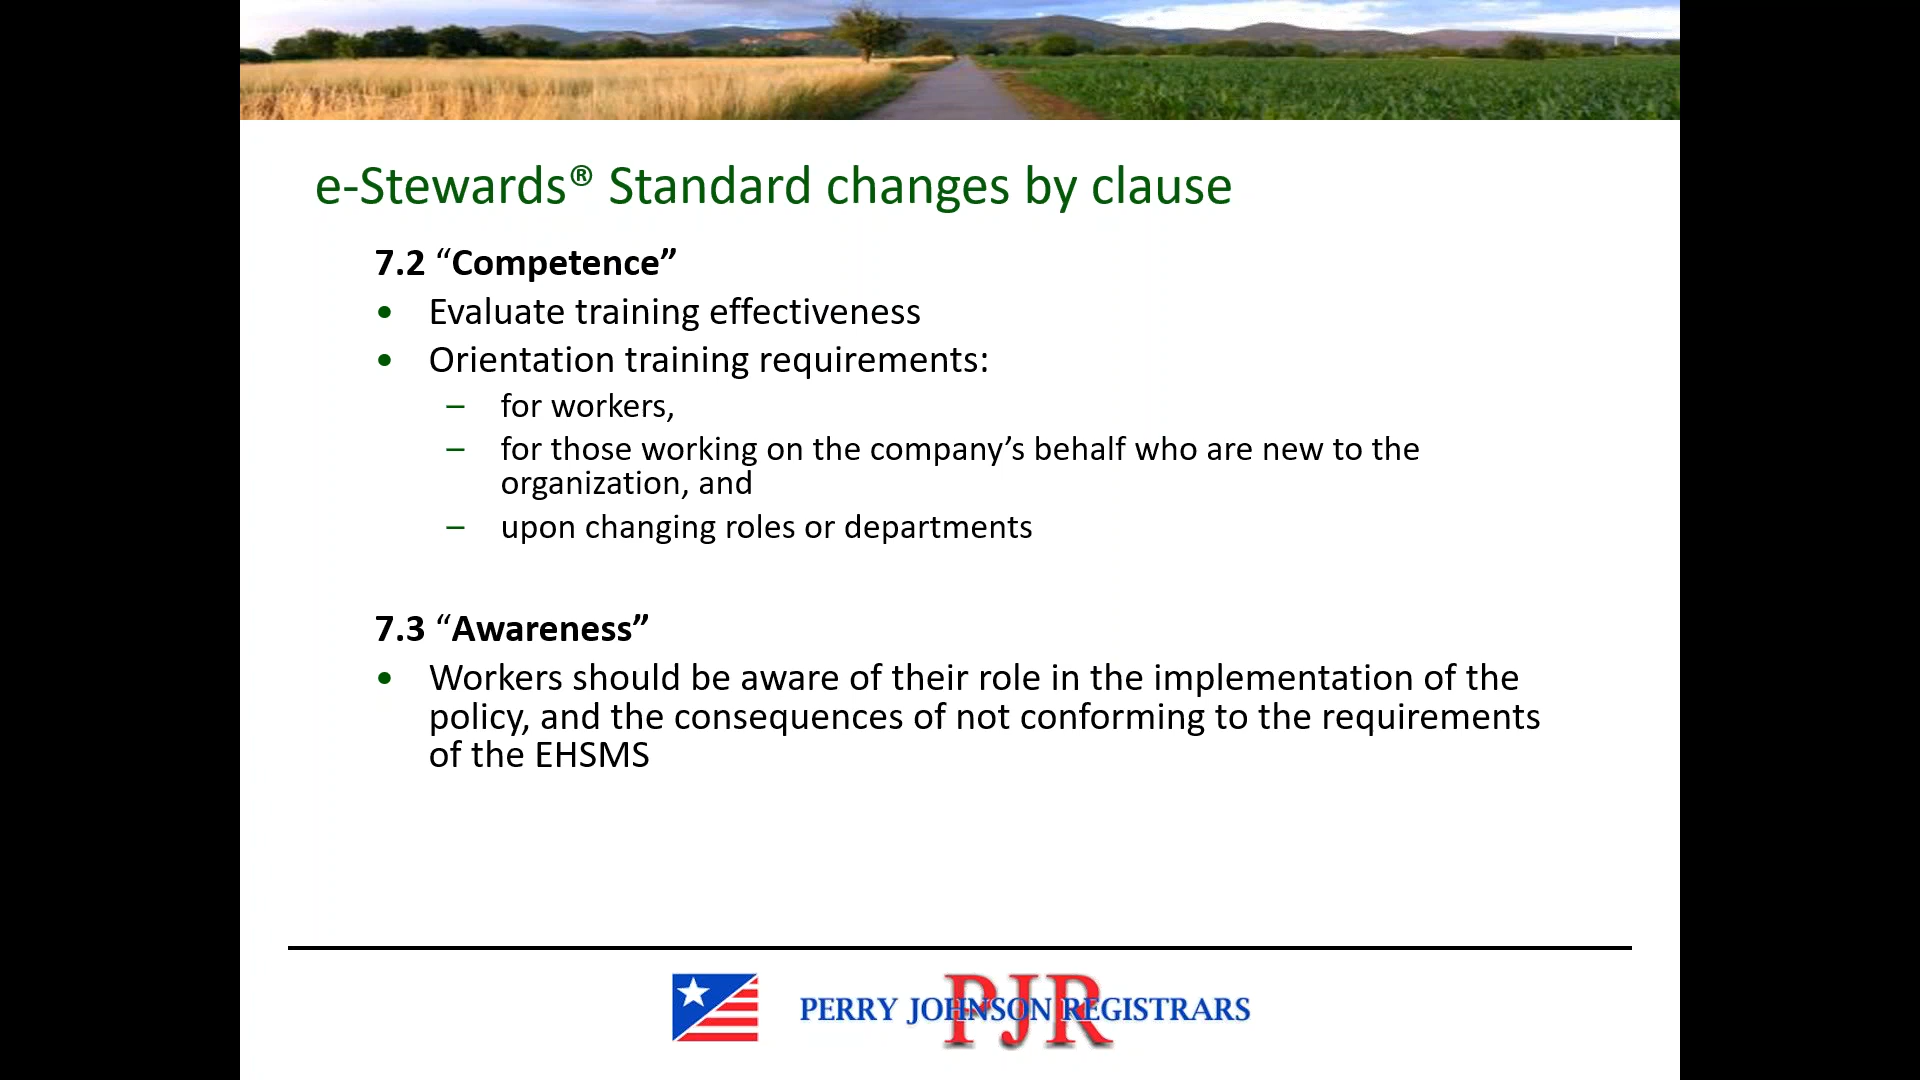 e-Stewards® Standard changes by clause
7.2 “Competence”
• Evaluate training effectiveness
• Orientation training requirements:
– for workers,
– for those working on the company’s behalf who are new to the
organization, and
– upon changing roles or departments
7.3 “Awareness”
• Workers should be aware of their role in the implementation of the
policy, and the consequences of not conforming to the requirements
of the EHSMS
PJR
PERRY JOHNSON REGISTRARS